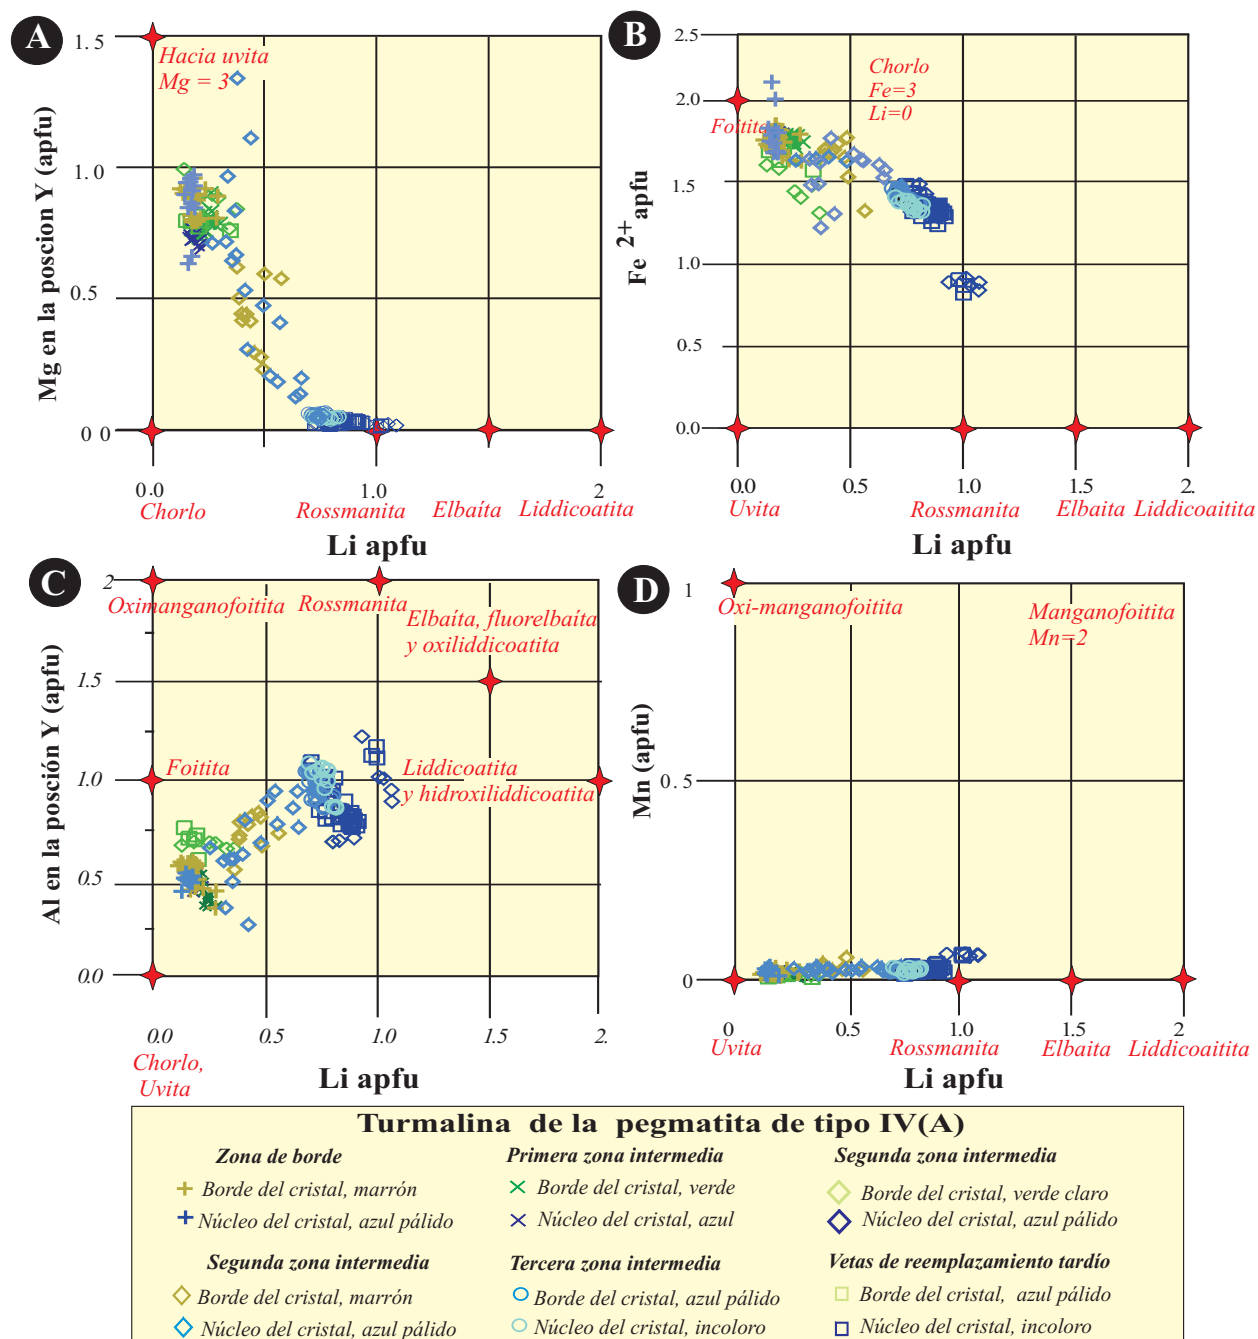 A
Mg en la poscion Y (apfu)
1.5
1.0
0.5
0 0
Hacia uvita
Mg = 3
0.0
1.0
2
Chorlo
Rossmanita
Elbaíta
Liddicoatita
Li apfu
B
Fe 2+ apfu
2.5
2.0
1.5
1.0
0.5
0.0
Chorlo
Fe=3
Li=0
Foitita
0.0
0.5
1.0
1.5
2.
Uvita
Rossmanita
Elbaíta
Liddicoaitita
Li apfu
C
Al en la posción Y (apfu)
2
1.5
1.0
0.5
0.0
Oximanganofoitita
Rossmanita
Elbaíta, fluorelbaíta
y oxiliddicoatita
Foitita
Liddicoatita
y hidroxiliddicoatita
0.0
0.5
1.0
1.5
2.
Chorlo,
Uvita
Li apfu
D
Mn (apfu)
1
0.5
0
Oxi-manganofoitita
Manganofoitita
Mn=2
0
0.5
1.0
1.5
2
Uvita
Rossmanita
Elbaita
Liddicoaitita
Li apfu
Turmalina de la pegmatita de tipo IV(A)
Zona de borde
Borde del cristal, marrón
Núcleo del cristal, azul pálido
Primera zona intermedia
Borde del cristal, verde
Núcleo del cristal, azul
Segunda zona intermedia
Borde del cristal, verde claro
Núcleo del cristal, azul pálido
Segunda zona intermedia
Borde del cristal, marrón
Núcleo del cristal, azul pálido
Tercera zona intermedia
Borde del cristal, azul pálido
Núcleo del cristal, incoloro
Vetas de reemplazamiento tardío
Borde del cristal, azul pálido
Núcleo del cristal, incoloro